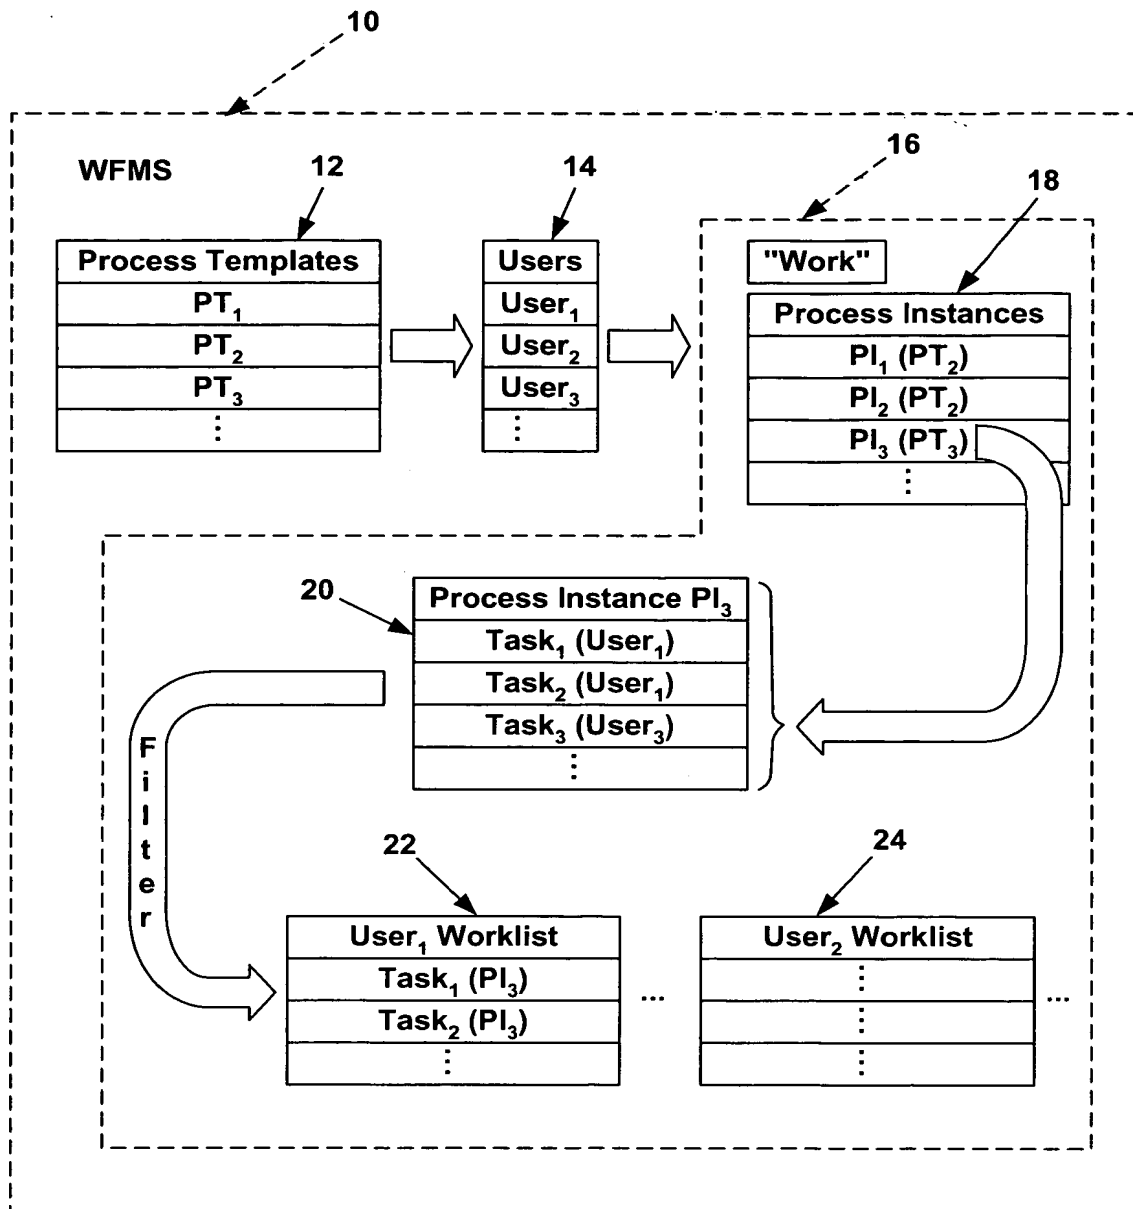 10
WFMS
12
14
16
18
Process Templates
PT₁
PT₂
PT₃
⋮
Users
User₁
User₂
User₃
⋮
"Work"
Process Instances
PI₁ (PT₂)
PI₂ (PT₂)
PI₃ (PT₃)
⋮
20
Process Instance PI₃
Task₁ (User₁)
Task₂ (User₁)
Task₃ (User₃)
⋮
Filter
22
24
User₁ Worklist
Task₁ (PI₃)
Task₂ (PI₃)
⋮
...
User₂ Worklist
⋮
⋮
⋮
...